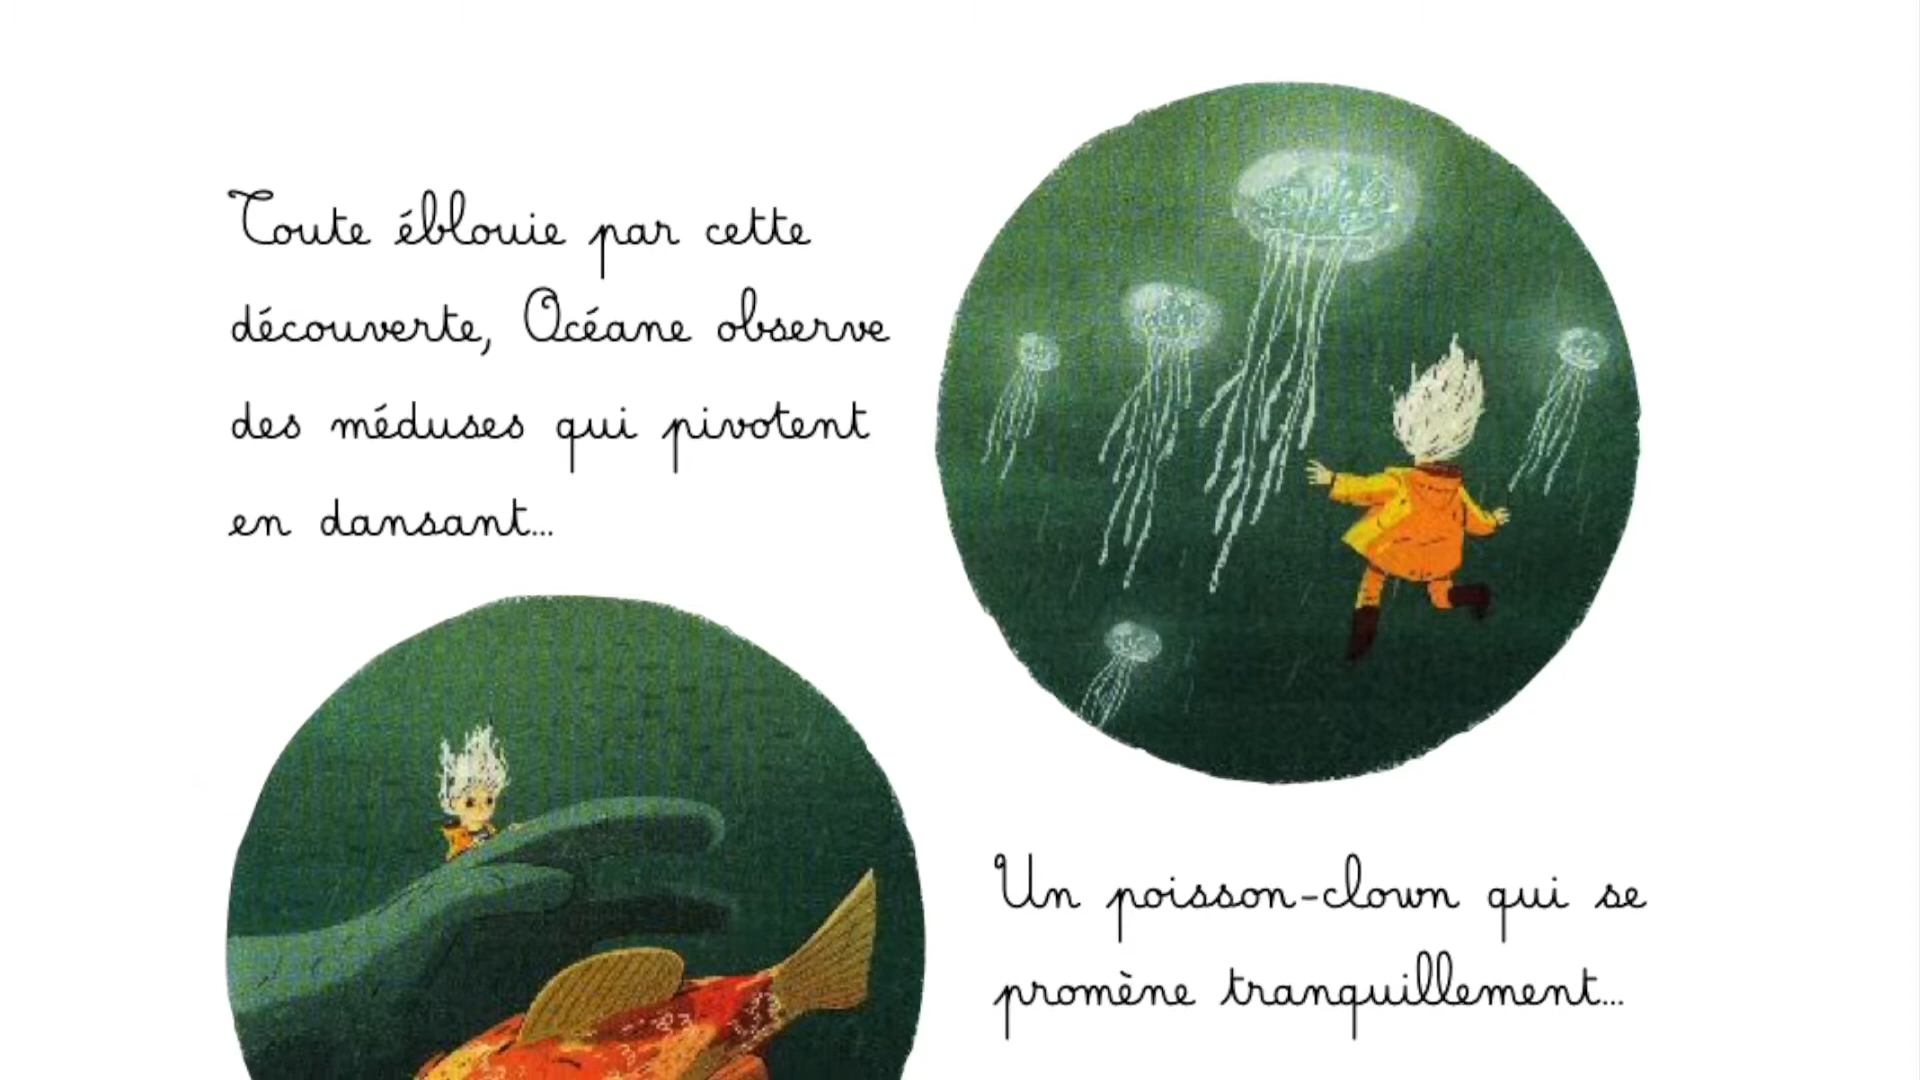 Toute éblouie par cette
découverte, Océane observe
des méduses qui pivotent
en dansant...
Un poisson-clown qui se
promène tranquillement...